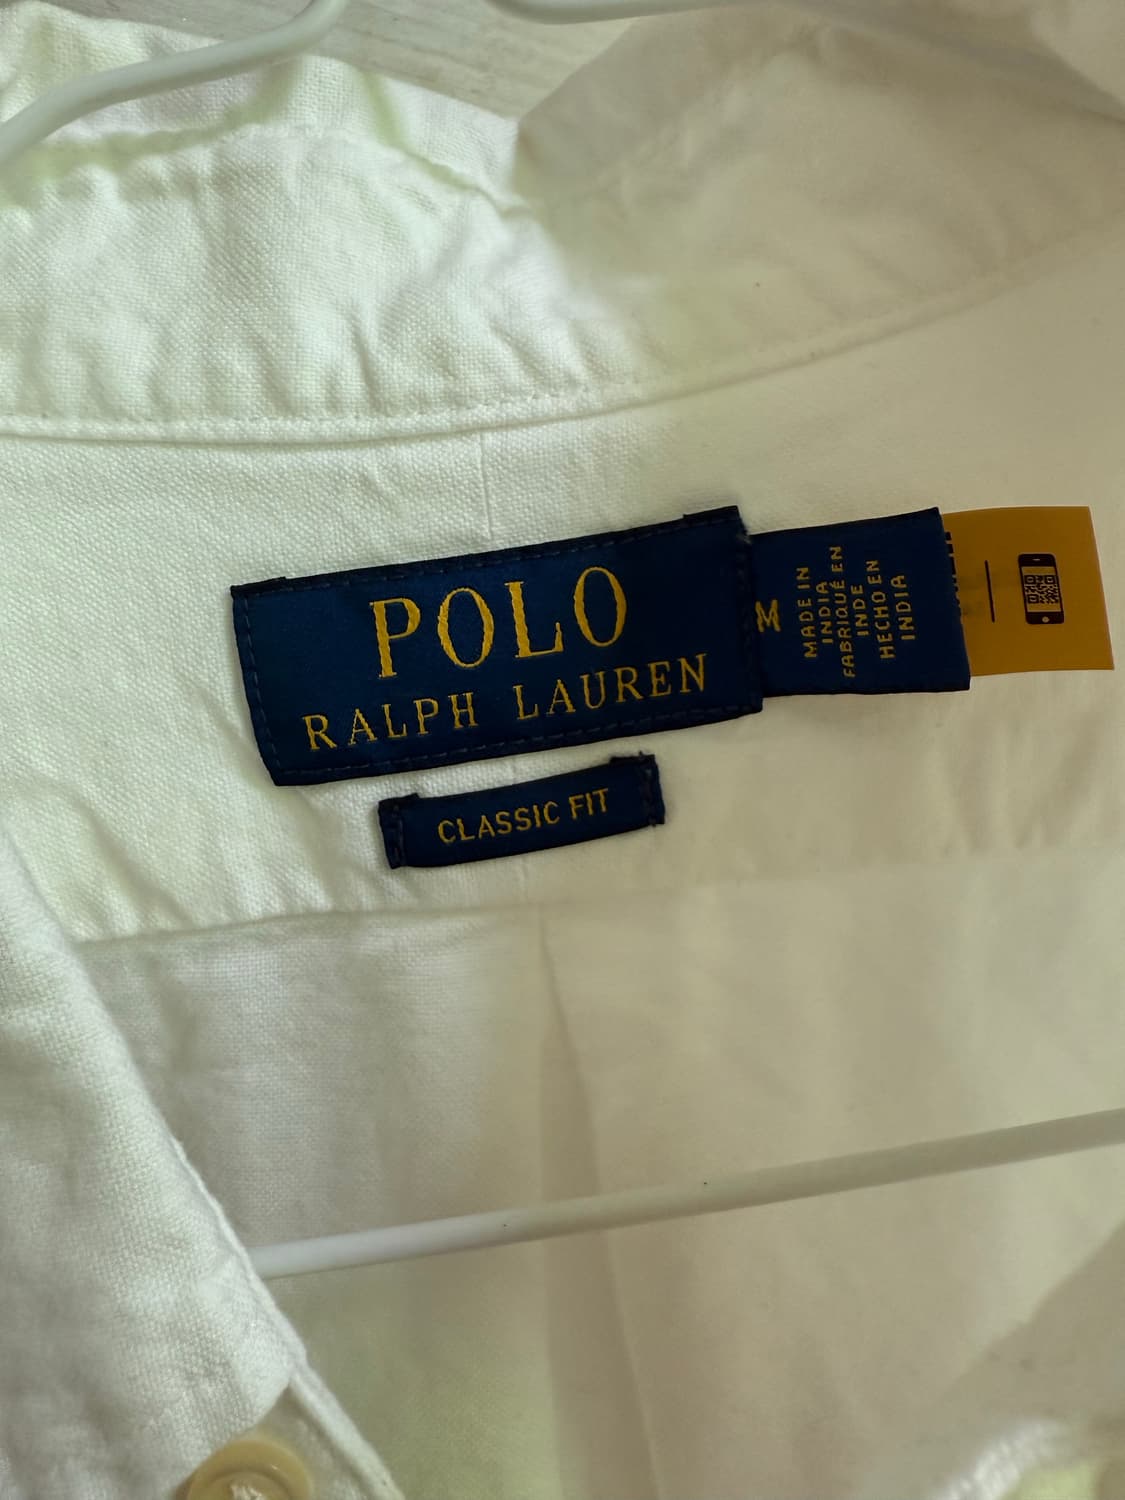 POLO
RALPH LAUREN
M
MADE IN
INDIA
FABRIQUÉ EN
INDE
HECHO EN
INDIA
CLASSIC FIT